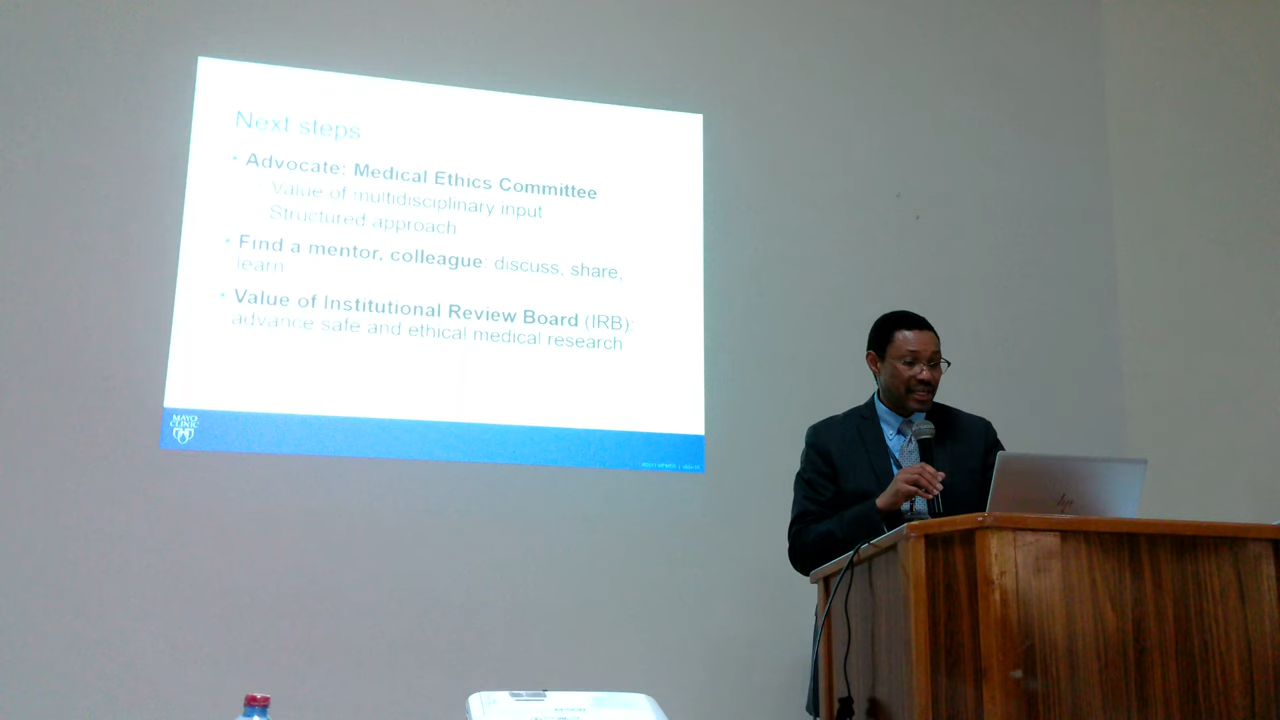 Next steps
• Advocate: Medical Ethics Committee
Value of multidisciplinary input
Structured approach
• Find a mentor, colleague: discuss, share,
learn
• Value of Institutional Review Board (IRB):
advance safe and ethical medical research
MAYO
CLINIC
hp